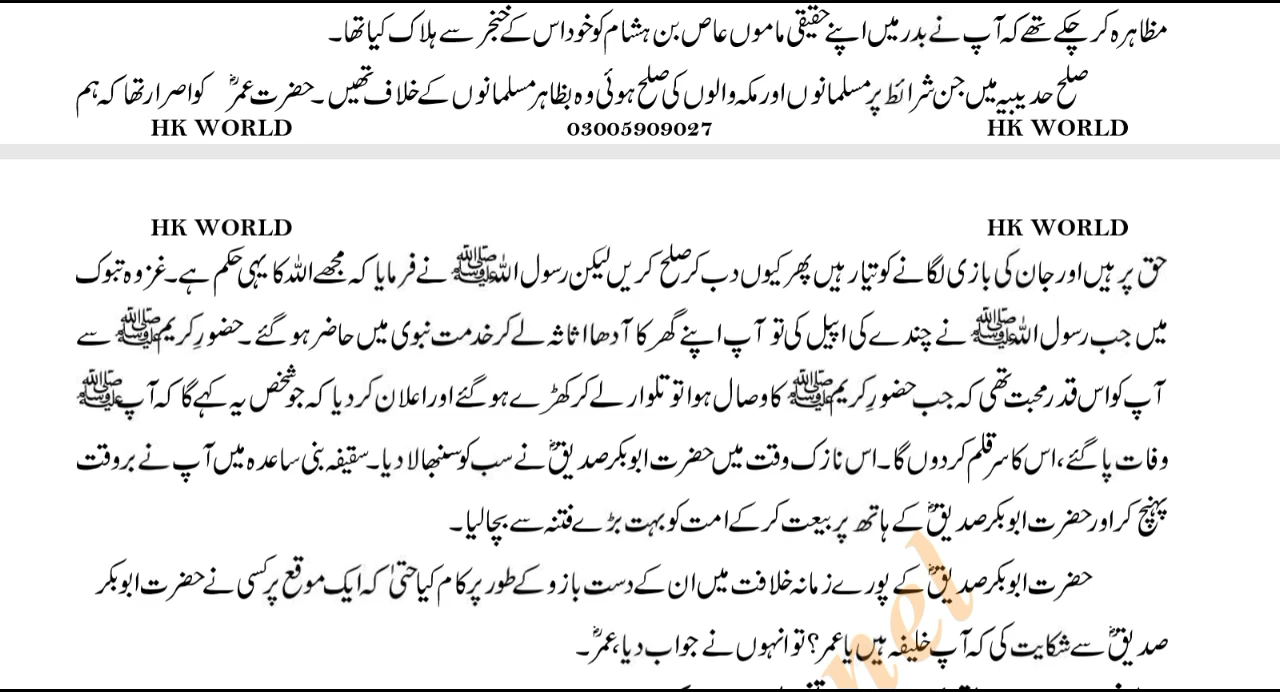 مظاہرہ کر چکے تھے کہ آپ نے بدر میں اپنے حقیقی ماموں عاص بن ہشام کو خود اس کے خنجر سے ہلاک کیا تھا۔
صلح حدیبیہ میں جن شرائط پر مسلمانوں اور مکہ والوں کی صلح ہوئی وہ بظاہر مسلمانوں کے خلاف تھیں۔ حضرت عمرؓ کو اصرار تھا کہ ہم
HK WORLD 03005909027 HK WORLD
HK WORLD HK WORLD
حق پر ہیں اور جان کی بازی لگانے کو تیار ہیں پھر کیوں دب کر صلح کریں لیکن رسول اللہ ﷺ نے فرمایا کہ مجھے اللہ کا یہی حکم ہے۔ غزوہ تبوک
میں جب رسول اللہ ﷺ نے چندے کی اپیل کی تو آپ اپنے گھر کا آدھا اثاثہ لے کر خدمت نبوی میں حاضر ہو گئے۔ حضورِ کریم ﷺ سے
آپ کو اس قدر محبت تھی کہ جب حضورِ کریم ﷺ کا وصال ہوا تو تلوار لے کر کھڑے ہو گئے اور اعلان کر دیا کہ جو شخص یہ کہے گا کہ آپ ﷺ
وفات پا گئے، اس کا سر قلم کر دوں گا۔ اس نازک وقت میں حضرت ابوبکر صدیقؓ نے سب کو سنبھالا دیا۔ سقیفہ بنی ساعدہ میں آپ نے بروقت
پہنچ کر اور حضرت ابوبکر صدیقؓ کے ہاتھ پر بیعت کر کے امت کو بہت بڑے فتنہ سے بچا لیا۔
حضرت ابوبکر صدیقؓ کے پورے زمانہ خلافت میں ان کے دست بازو کے طور پر کام کیا حتیٰ کہ ایک موقع پر کسی نے حضرت ابوبکر
صدیقؓ سے شکایت کی کہ آپ خلیفہ ہیں یا عمر؟ تو انہوں نے جواب دیا، عمرؓ۔
nel